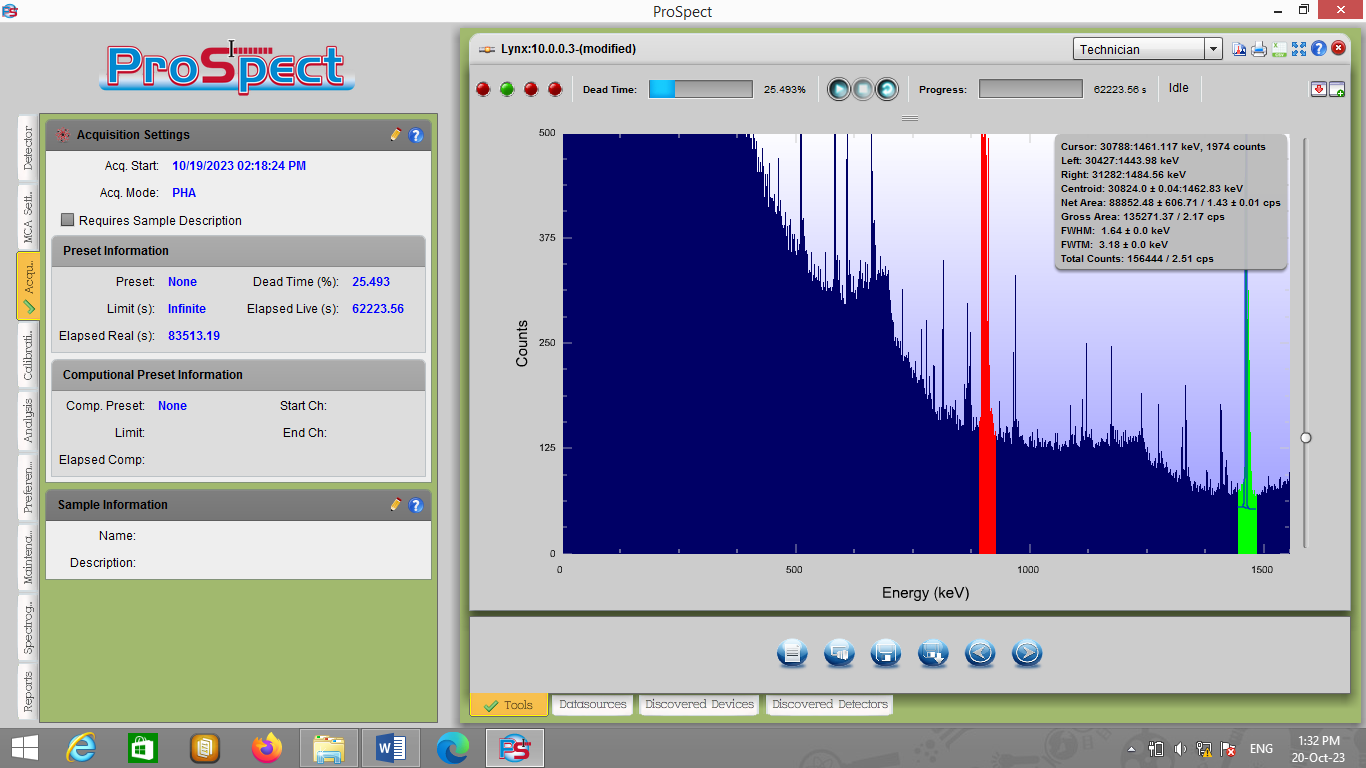 ProSpect
ProSpect
Detector
MCA Sett..
Acqu..
Calibrati..
Analysis
Preferen..
Maintend..
Spectrog..
Reports
Acquisition Settings
Acq. Start: 10/19/2023 02:18:24 PM
Acq. Mode: PHA
Requires Sample Description
Preset Information
Preset: None Dead Time (%): 25.493
Limit (s): Infinite Elapsed Live (s): 62223.56
Elapsed Real (s): 83513.19
Computional Preset Information
Comp. Preset: None Start Ch:
Limit: End Ch:
Elapsed Comp:
Sample Information
Name:
Description:
Lynx:10.0.0.3-(modified)
Technician
Dead Time: 25.493% Progress: 62223.56 s Idle
Cursor: 30788:1461.117 keV, 1974 counts
Left: 30427:1443.98 keV
Right: 31282:1484.56 keV
Centroid: 30824.0 ± 0.04:1462.83 keV
Net Area: 88852.48 ± 606.71 / 1.43 ± 0.01 cps
Gross Area: 135271.37 / 2.17 cps
FWHM: 1.64 ± 0.0 keV
FWTM: 3.18 ± 0.0 keV
Total Counts: 156444 / 2.51 cps
500
375
250
125
0
Counts
0 500 1000 1500
Energy (keV)
Tools Datasources Discovered Devices Discovered Detectors
ENG
1:32 PM
20-Oct-23